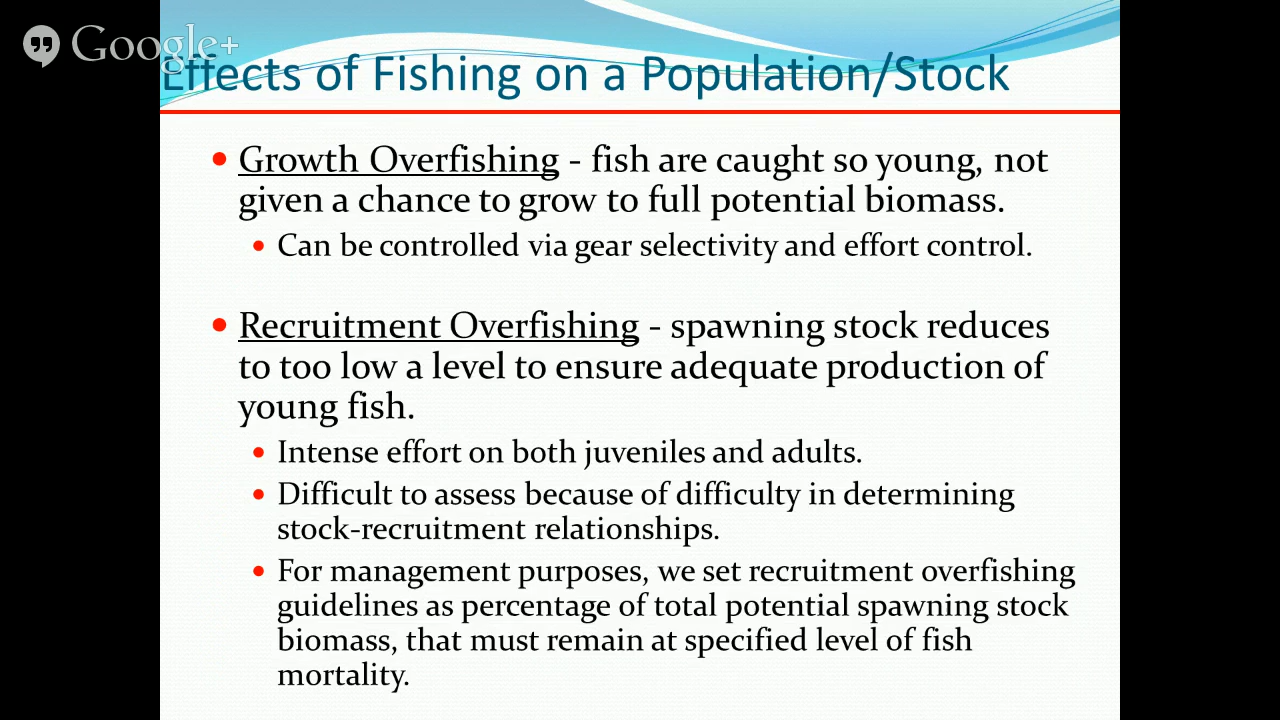 Google+
Effects of Fishing on a Population/Stock
Growth Overfishing - fish are caught so young, not
given a chance to grow to full potential biomass.
Can be controlled via gear selectivity and effort control.
Recruitment Overfishing - spawning stock reduces
to too low a level to ensure adequate production of
young fish.
Intense effort on both juveniles and adults.
Difficult to assess because of difficulty in determining
stock-recruitment relationships.
For management purposes, we set recruitment overfishing
guidelines as percentage of total potential spawning stock
biomass, that must remain at specified level of fish
mortality.